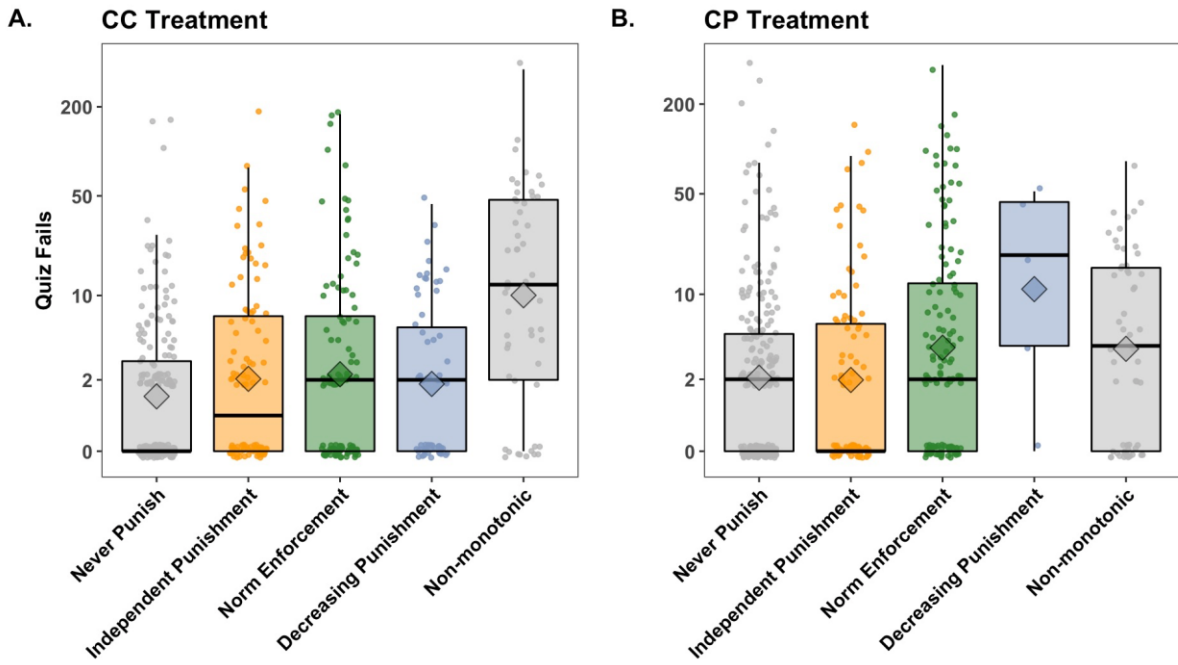 A. CC Treatment
Quiz Fails
200
50
10
2
0
Never Punish
Independent Punishment
Norm Enforcement
Decreasing Punishment
Non-monotonic
B. CP Treatment
200
50
10
2
0
Never Punish
Independent Punishment
Norm Enforcement
Decreasing Punishment
Non-monotonic